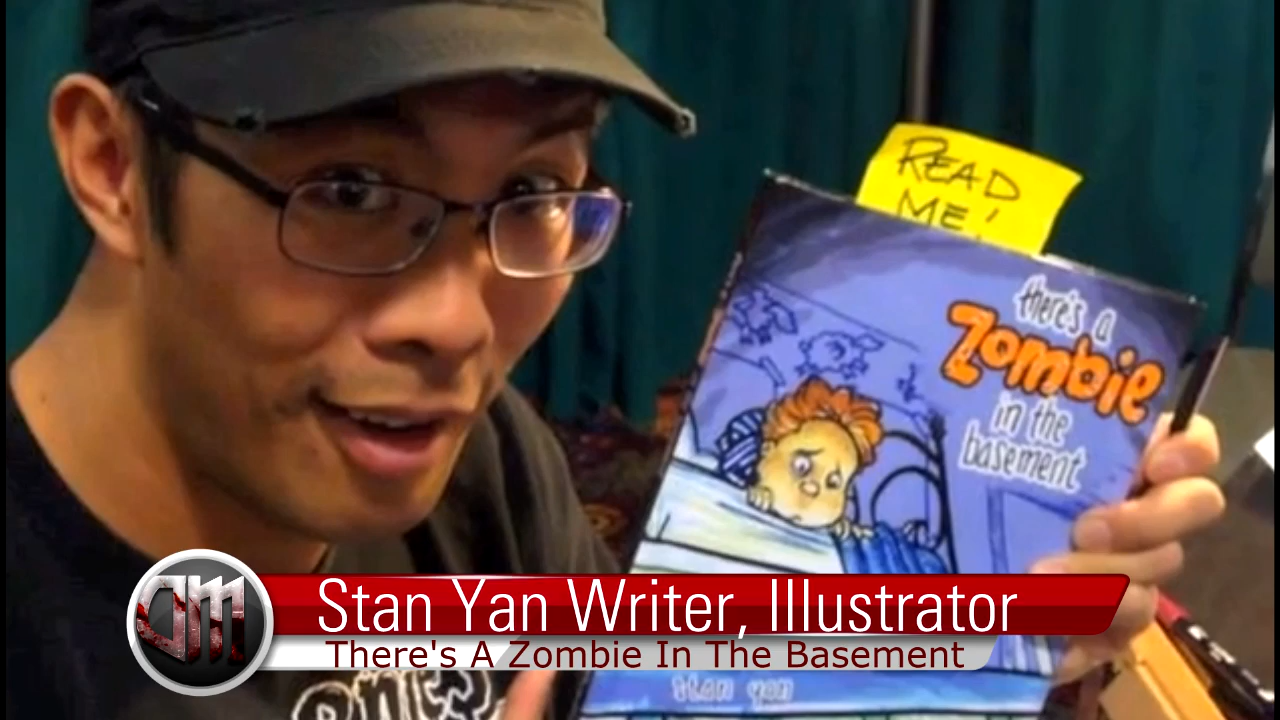 READ
ME!
there's a
Zombie
in the
basement
Stan Yan Writer, Illustrator
There's A Zombie In The Basement
stan yan